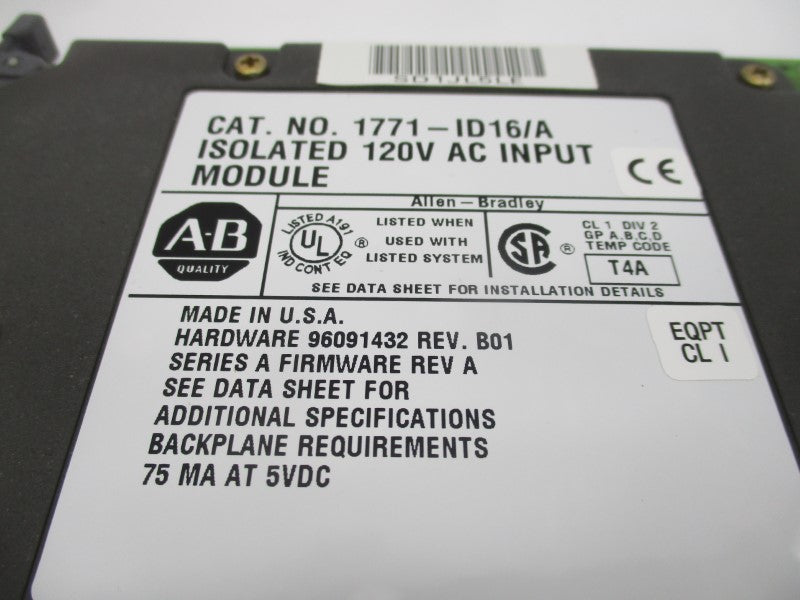 CAT. NO. 1771-ID16/A
ISOLATED 120V AC INPUT
MODULE
CE
Allen-Bradley
A-B
QUALITY
LISTED A191
UL
®
IND CONT EQ
LISTED WHEN
USED WITH
LISTED SYSTEM
SA
®
CL 1 DIV 2
GP A,B,C,D
TEMP CODE
T4A
SEE DATA SHEET FOR INSTALLATION DETAILS
MADE IN U.S.A.
HARDWARE 96091432 REV. B01
SERIES A FIRMWARE REV A
SEE DATA SHEET FOR
ADDITIONAL SPECIFICATIONS
BACKPLANE REQUIREMENTS
75 MA AT 5VDC
EQPT
CL I